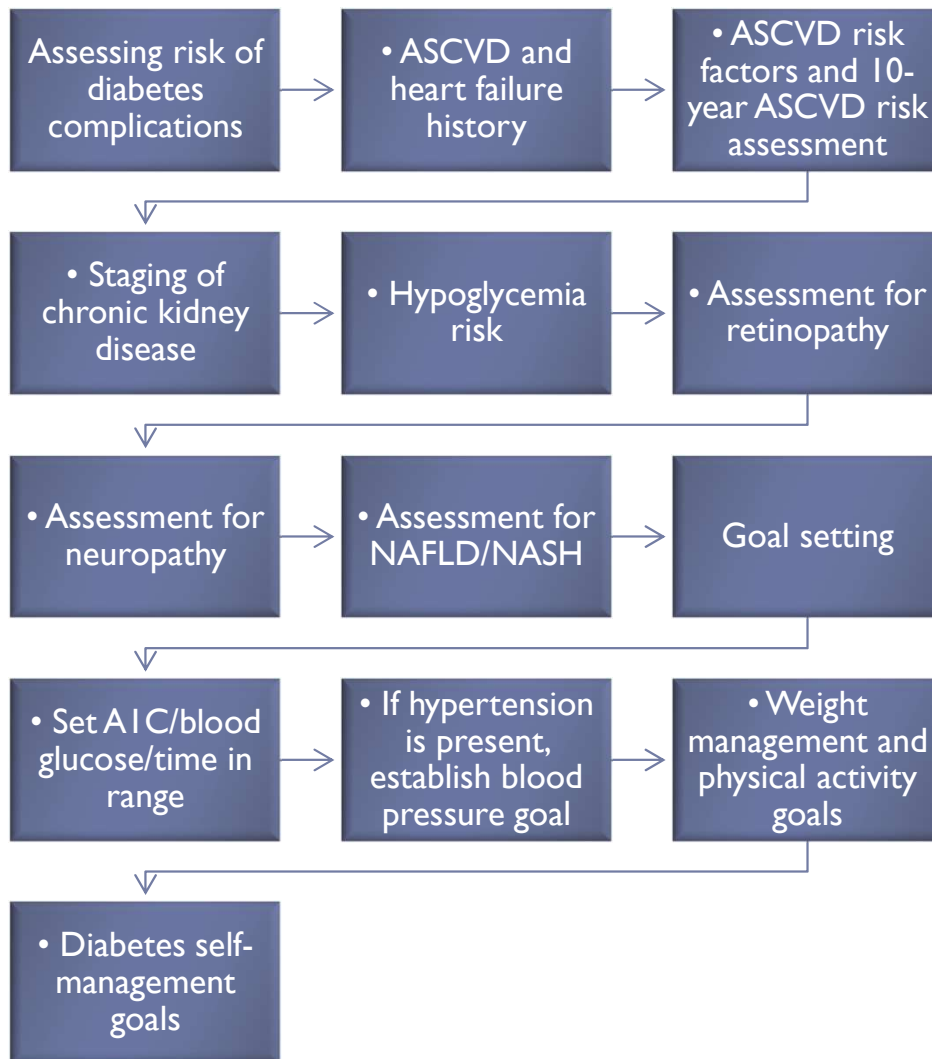 Assessing risk of
diabetes
complications
• ASCVD and
heart failure
history
• ASCVD risk
factors and 10-
year ASCVD risk
assessment
• Staging of
chronic kidney
disease
• Hypoglycemia
risk
• Assessment for
retinopathy
• Assessment for
neuropathy
• Assessment for
NAFLD/NASH
Goal setting
• Set A1C/blood
glucose/time in
range
• If hypertension
is present,
establish blood
pressure goal
• Weight
management and
physical activity
goals
• Diabetes self-
management
goals